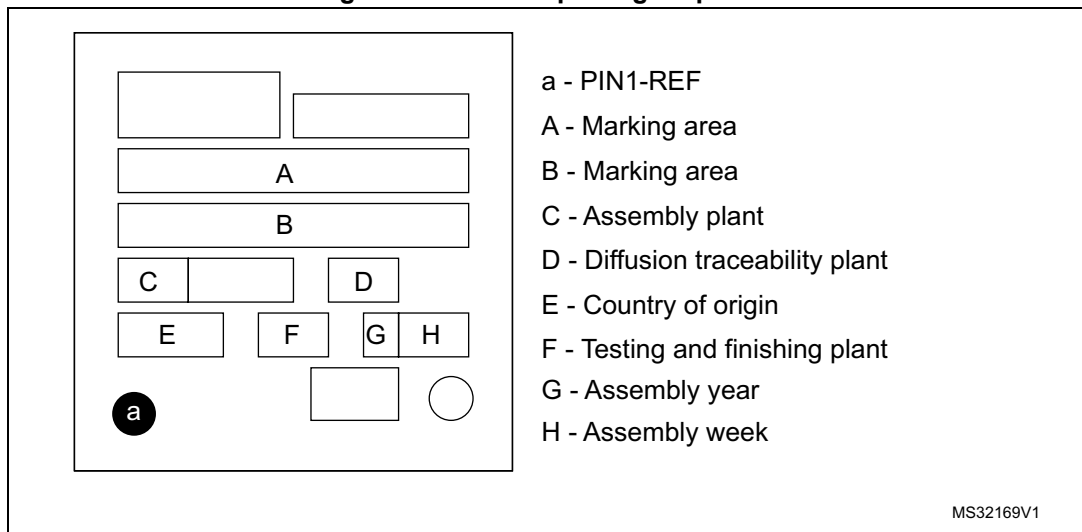 A
B
C
D
E
F
G
H
a
a - PIN1-REF
A - Marking area
B - Marking area
C - Assembly plant
D - Diffusion traceability plant
E - Country of origin
F - Testing and finishing plant
G - Assembly year
H - Assembly week
MS32169V1